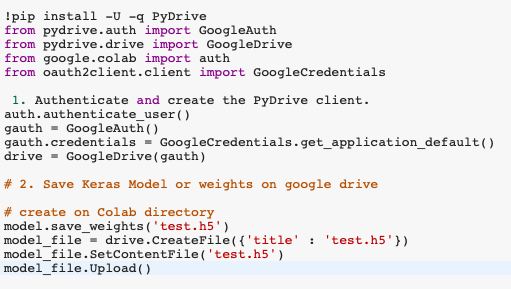 !pip install -U -q PyDrive
from pydrive.auth import GoogleAuth
from pydrive.drive import GoogleDrive
from google.colab import auth
from oauth2client.client import GoogleCredentials
1. Authenticate and create the PyDrive client.
auth.authenticate_user()
gauth = GoogleAuth()
gauth.credentials = GoogleCredentials.get_application_default()
drive = GoogleDrive(gauth)
# 2. Save Keras Model or weights on google drive
# create on Colab directory
model.save_weights('test.h5')
model_file = drive.CreateFile({'title' : 'test.h5'})
model_file.SetContentFile('test.h5')
model_file.Upload()